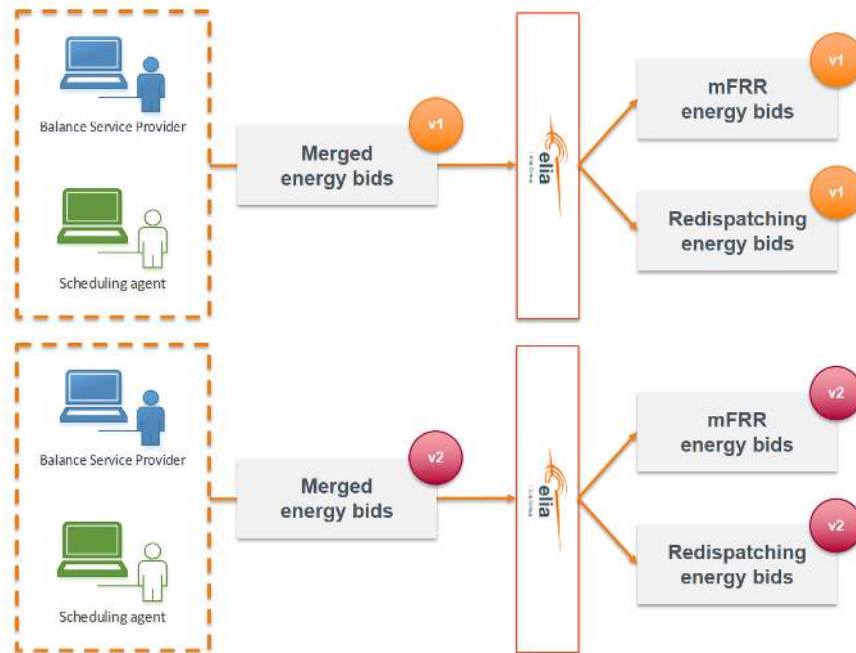 Balance Service Provider
Scheduling agent
Merged
energy bids
v1
elia
mFRR
energy bids
v1
Redispatching
energy bids
v1
Balance Service Provider
Scheduling agent
Merged
energy bids
v2
elia
mFRR
energy bids
v2
Redispatching
energy bids
v2